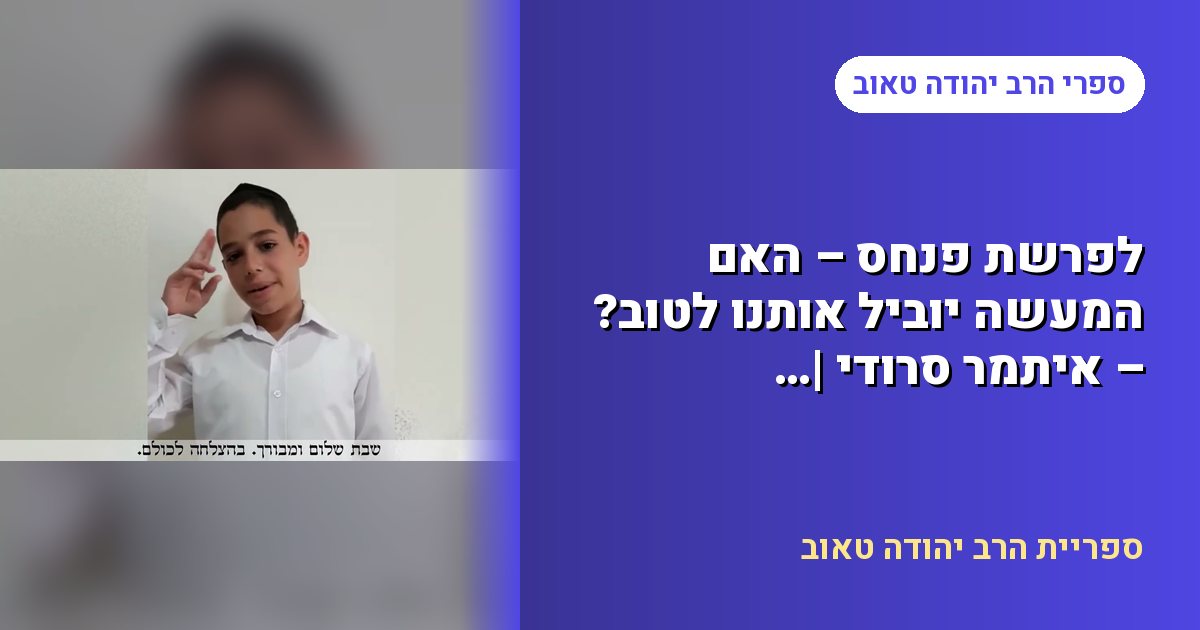 ספרי הרב יהודה טאוב
לפרשת פנחס – האם
המעשה יוביל אותנו לטוב?
– איתמר סרודי |...
ספריית הרב יהודה טאוב
שבת שלום ומבורך. בהצלחה לכולם.